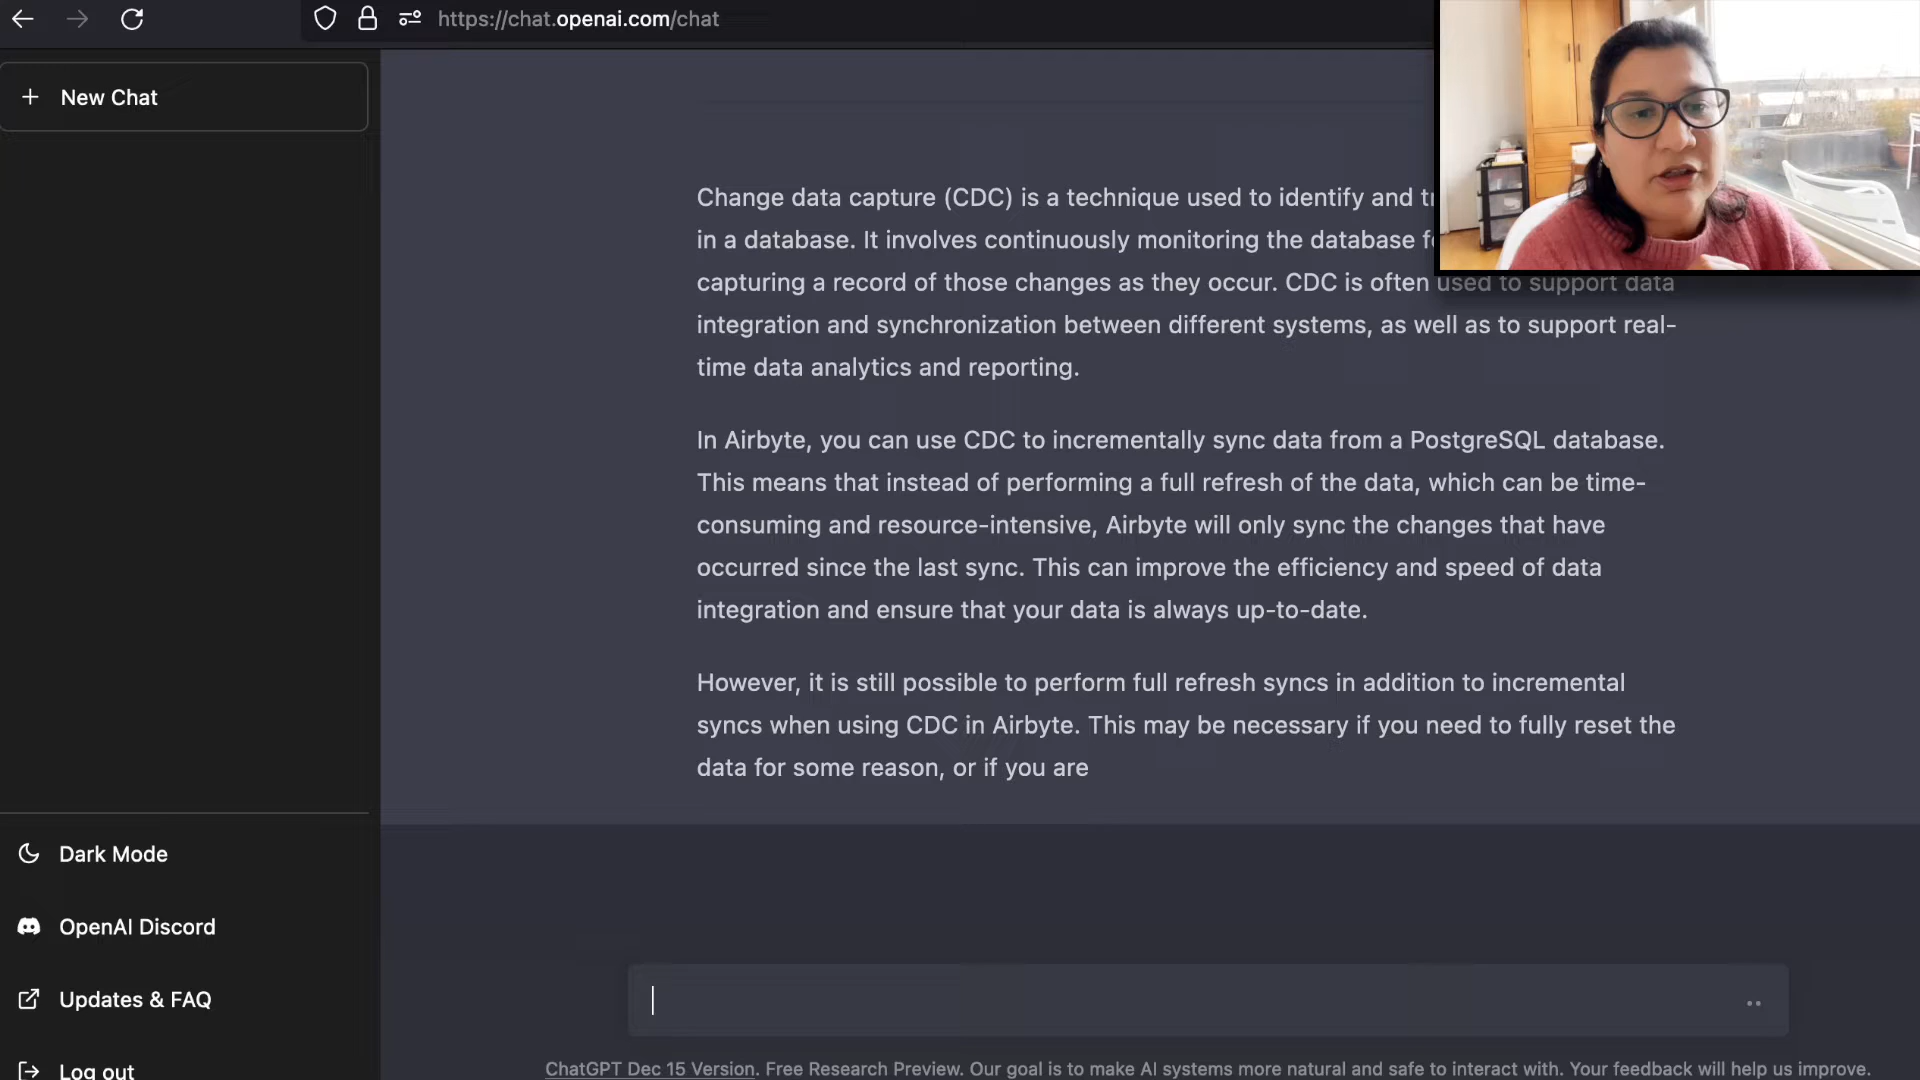 https://chat.openai.com/chat
New Chat
Change data capture (CDC) is a technique used to identify and
in a database. It involves continuously monitoring the database
capturing a record of those changes as they occur. CDC is often used to support data
integration and synchronization between different systems, as well as to support real-
time data analytics and reporting.
In Airbyte, you can use CDC to incrementally sync data from a PostgreSQL database.
This means that instead of performing a full refresh of the data, which can be time-
consuming and resource-intensive, Airbyte will only sync the changes that have
occurred since the last sync. This can improve the efficiency and speed of data
integration and ensure that your data is always up-to-date.
However, it is still possible to perform full refresh syncs in addition to incremental
syncs when using CDC in Airbyte. This may be necessary if you need to fully reset the
data for some reason, or if you are
Dark Mode
OpenAI Discord
Updates & FAQ
Log out
ChatGPT Dec 15 Version. Free Research Preview. Our goal is to make AI systems more natural and safe to interact with. Your feedback will help us improve.